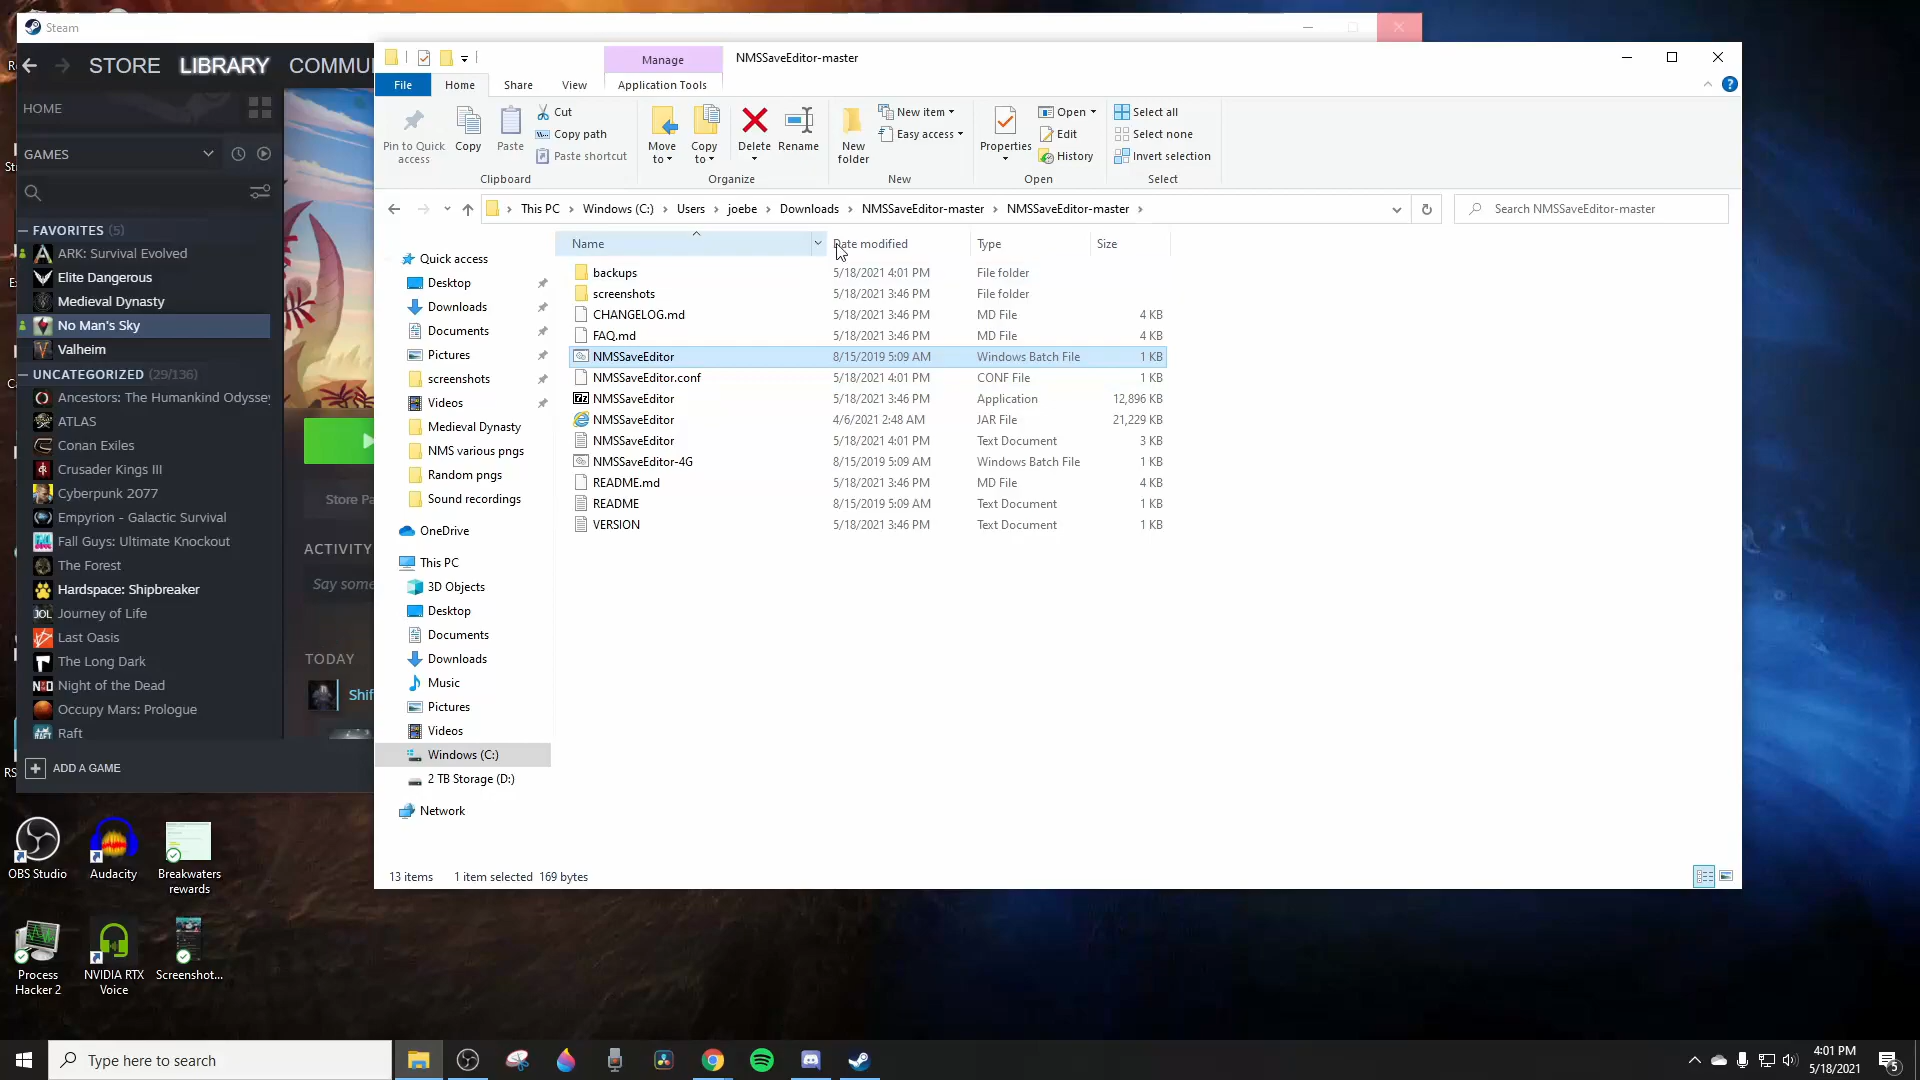 Steam
STORE LIBRARY COMMU
HOME
GAMES
FAVORITES (5)
ARK: Survival Evolved
Elite Dangerous
Medieval Dynasty
No Man's Sky
Valheim
UNCATEGORIZED (29/136)
Ancestors: The Humankind Odyssey
ATLAS
Conan Exiles
Crusader Kings III
Cyberpunk 2077
Empyrion - Galactic Survival
Fall Guys: Ultimate Knockout
The Forest
Hardspace: Shipbreaker
Journey of Life
Last Oasis
The Long Dark
Night of the Dead
Occupy Mars: Prologue
Raft
ADD A GAME
Store Pa
ACTIVITY
Say some
TODAY
Shif
Manage
NMSSaveEditor-master
File Home Share View Application Tools
Pin to Quick access
Copy
Paste
Cut
Copy path
Paste shortcut
Clipboard
Move to
Copy to
Delete
Rename
Organize
New folder
New item
Easy access
New
Properties
Open
Edit
History
Open
Select all
Select none
Invert selection
Select
This PC Windows (C:) Users joebe Downloads NMSSaveEditor-master NMSSaveEditor-master
Search NMSSaveEditor-master
Quick access
Desktop
Downloads
Documents
Pictures
screenshots
Videos
Medieval Dynasty
NMS various pngs
Random pngs
Sound recordings
OneDrive
This PC
3D Objects
Desktop
Documents
Downloads
Music
Pictures
Videos
Windows (C:)
2 TB Storage (D:)
Network
Name Date modified Type Size
backups 5/18/2021 4:01 PM File folder
screenshots 5/18/2021 3:46 PM File folder
CHANGELOG.md 5/18/2021 3:46 PM MD File 4 KB
FAQ.md 5/18/2021 3:46 PM MD File 4 KB
NMSSaveEditor 8/15/2019 5:09 AM Windows Batch File 1 KB
NMSSaveEditor.conf 5/18/2021 4:01 PM CONF File 1 KB
NMSSaveEditor 5/18/2021 3:46 PM Application 12,896 KB
NMSSaveEditor 4/6/2021 2:48 AM JAR File 21,229 KB
NMSSaveEditor 5/18/2021 4:01 PM Text Document 3 KB
NMSSaveEditor-4G 8/15/2019 5:09 AM Windows Batch File 1 KB
README.md 5/18/2021 3:46 PM MD File 4 KB
README 8/15/2019 5:09 AM Text Document 1 KB
VERSION 5/18/2021 3:46 PM Text Document 1 KB
13 items 1 item selected 169 bytes
OBS Studio
Audacity
Breakwaters rewards
Process Hacker 2
NVIDIA RTX Voice
Screenshot...
Type here to search
4:01 PM
5/18/2021
5